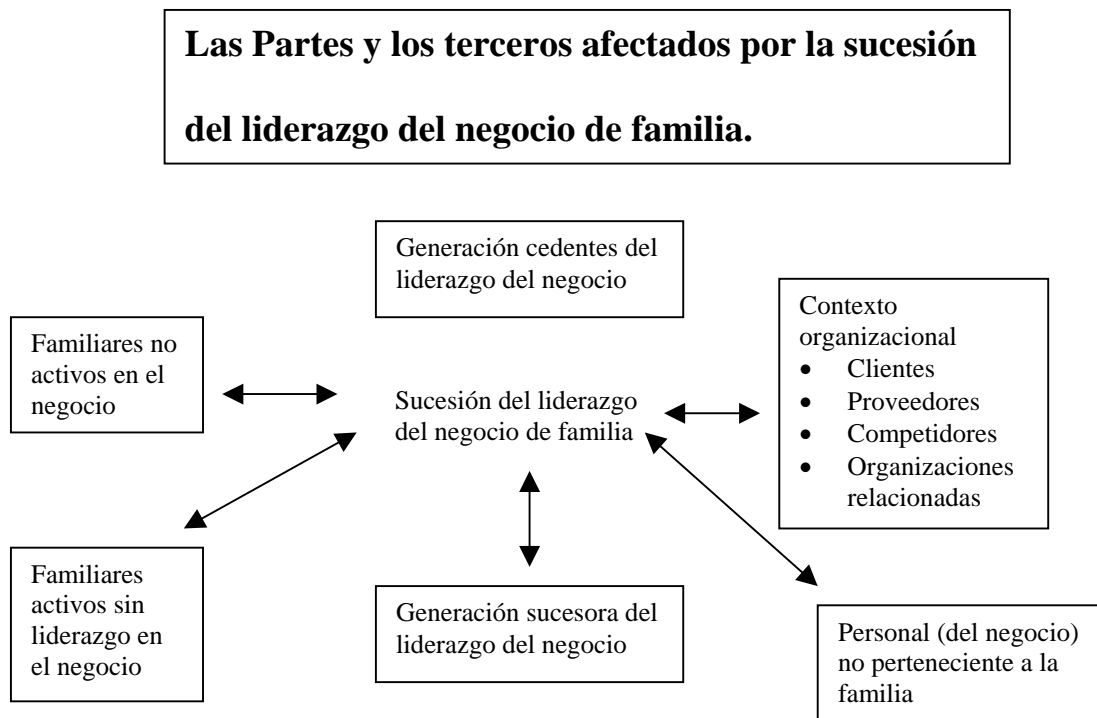 Las Partes y los terceros afectados por la sucesión
del liderazgo del negocio de familia.
Generación cedentes del
liderazgo del negocio
Contexto
organizacional
• Clientes
• Proveedores
• Competidores
• Organizaciones
relacionadas
Familiares no
activos en el
negocio
Sucesión del liderazgo
del negocio de familia
Familiares
activos sin
liderazgo en
el negocio
Generación sucesora del
liderazgo del negocio
Personal (del negocio)
no perteneciente a la
familia